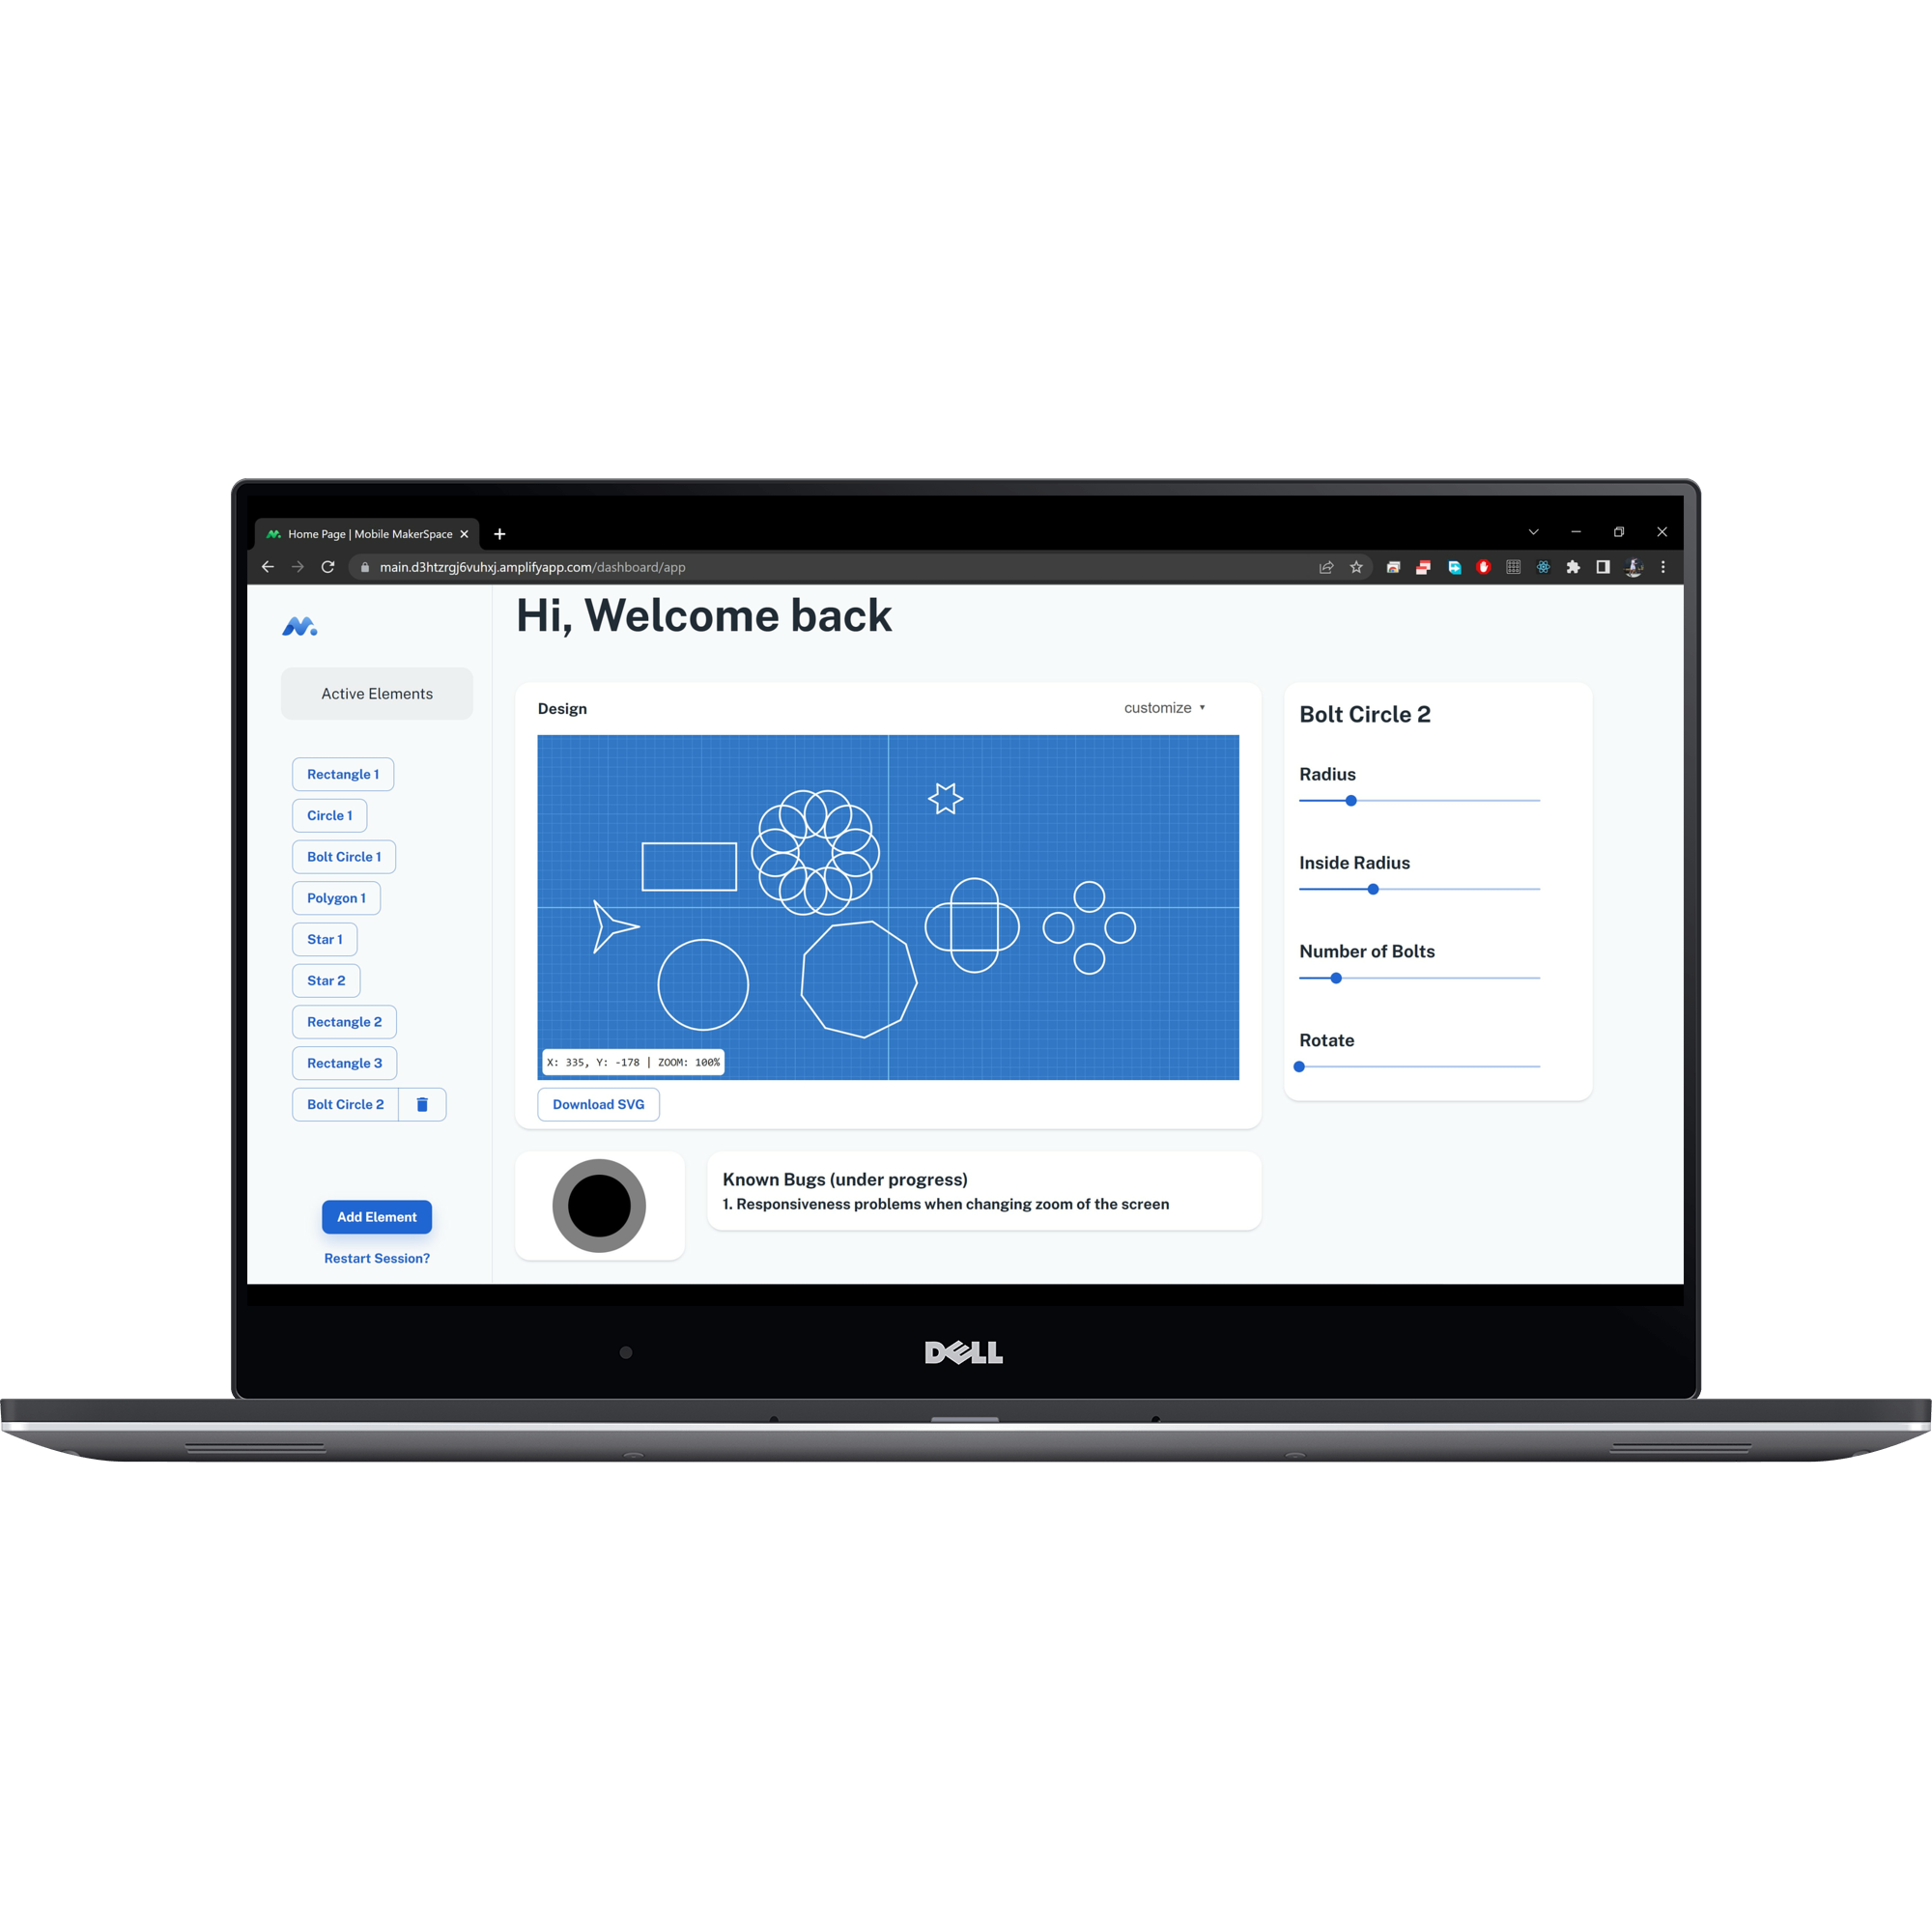 Home Page | Mobile MakerSpace
main.d3htzrgj6vuhxj.amplifyapp.com/dashboard/app
Hi, Welcome back
Active Elements
Rectangle 1
Circle 1
Bolt Circle 1
Polygon 1
Star 1
Star 2
Rectangle 2
Rectangle 3
Bolt Circle 2
Add Element
Restart Session?
Design
customize
X: 335, Y: -178 | ZOOM: 100%
Download SVG
Known Bugs (under progress)
1. Responsiveness problems when changing zoom of the screen
Bolt Circle 2
Radius
Inside Radius
Number of Bolts
Rotate
DELL